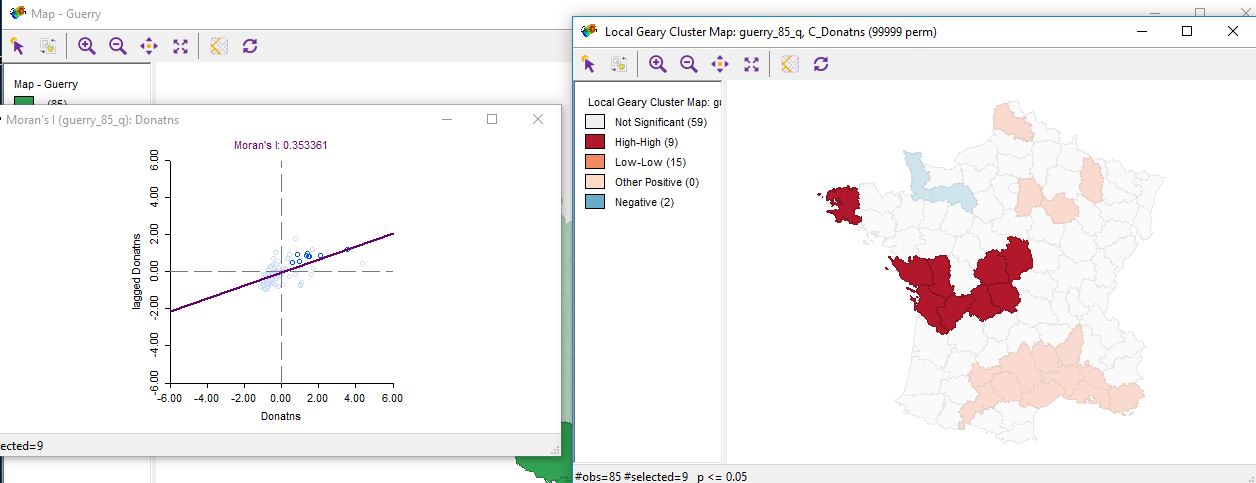 Map - Guerry
Map - Guerry
(85)
Moran's I (guerry_85_q): Donatns
Moran's I: 0.353361
6.00
4.00
2.00
0.00
-2.00
-4.00
-6.00
lagged Donatns
-6.00 -4.00 -2.00 0.00 2.00 4.00 6.00
Donatns
ected=9
Local Geary Cluster Map: guerry_85_q, C_Donatns (99999 perm)
Local Geary Cluster Map: gu
Not Significant (59)
High-High (9)
Low-Low (15)
Other Positive (0)
Negative (2)
#obs=85 #selected=9 p <= 0.05